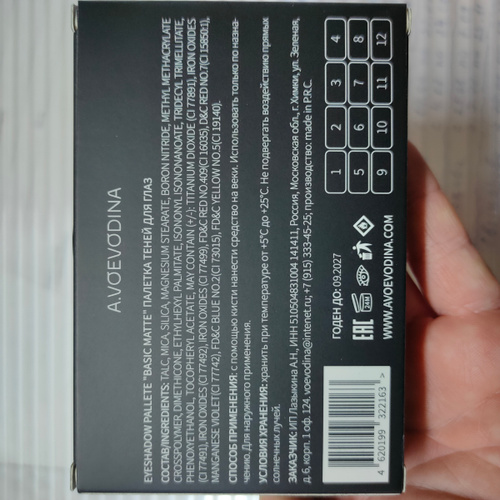 A.VOEVODINA
EYESHADOW PALLETE "BASIC MATTE" ПАЛЕТКА ТЕНЕЙ ДЛЯ ГЛАЗ
СОСТАВ/INGREDIENTS: TALC, MICA, SILICA, MAGNESIUM STEARATE, BORON NITRIDE, METHYL METHACRYLATE
CROSSPOLYMER, DIMETHICONE, ETHYLHEXYL PALMITATE, ISONONYL ISONONANOATE, TRIDECYL TRIMELLITATE,
PHENOXYETHANOL, TOCOPHERYL ACETATE, MAY CONTAIN (+/-): TITANIUM DIOXIDE (CI 77891), IRON OXIDES
(CI 77491), IRON OXIDES (CI 77492), IRON OXIDES (CI 77499), FD&C RED NO.40(CI 16035), D&C RED NO.7(CI 15850:1),
MANGANESE VIOLET(CI 77742), FD&C BLUE NO.2(CI 73015), FD&C YELLOW NO.5(CI 19140).
СПОСОБ ПРИМЕНЕНИЯ: с помощью кисти нанести средство на веки. Использовать только по назна-
чению. Для наружного применения.
УСЛОВИЯ ХРАНЕНИЯ: хранить при температуре от +5°С до +25°С. Не подвергать воздействию прямых
солнечных лучей.
ЗАКАЗЧИК: ИП Лазыкина А.Н., ИНН 510504831004 141411, Россия, Московская обл., г. Химки, ул. Зеленая,
д. 6, корп. 1 оф. 124. voevodina@intenet.ru; +7 (915) 333-45-25; производство: made in P.R.C.
ГОДЕН ДО: 09.2027
EAC 24M
WWW.AVOEVODINA.COM
1 2 3 4
5 6 7 8
9 10 11 12
4 620199 322163 >